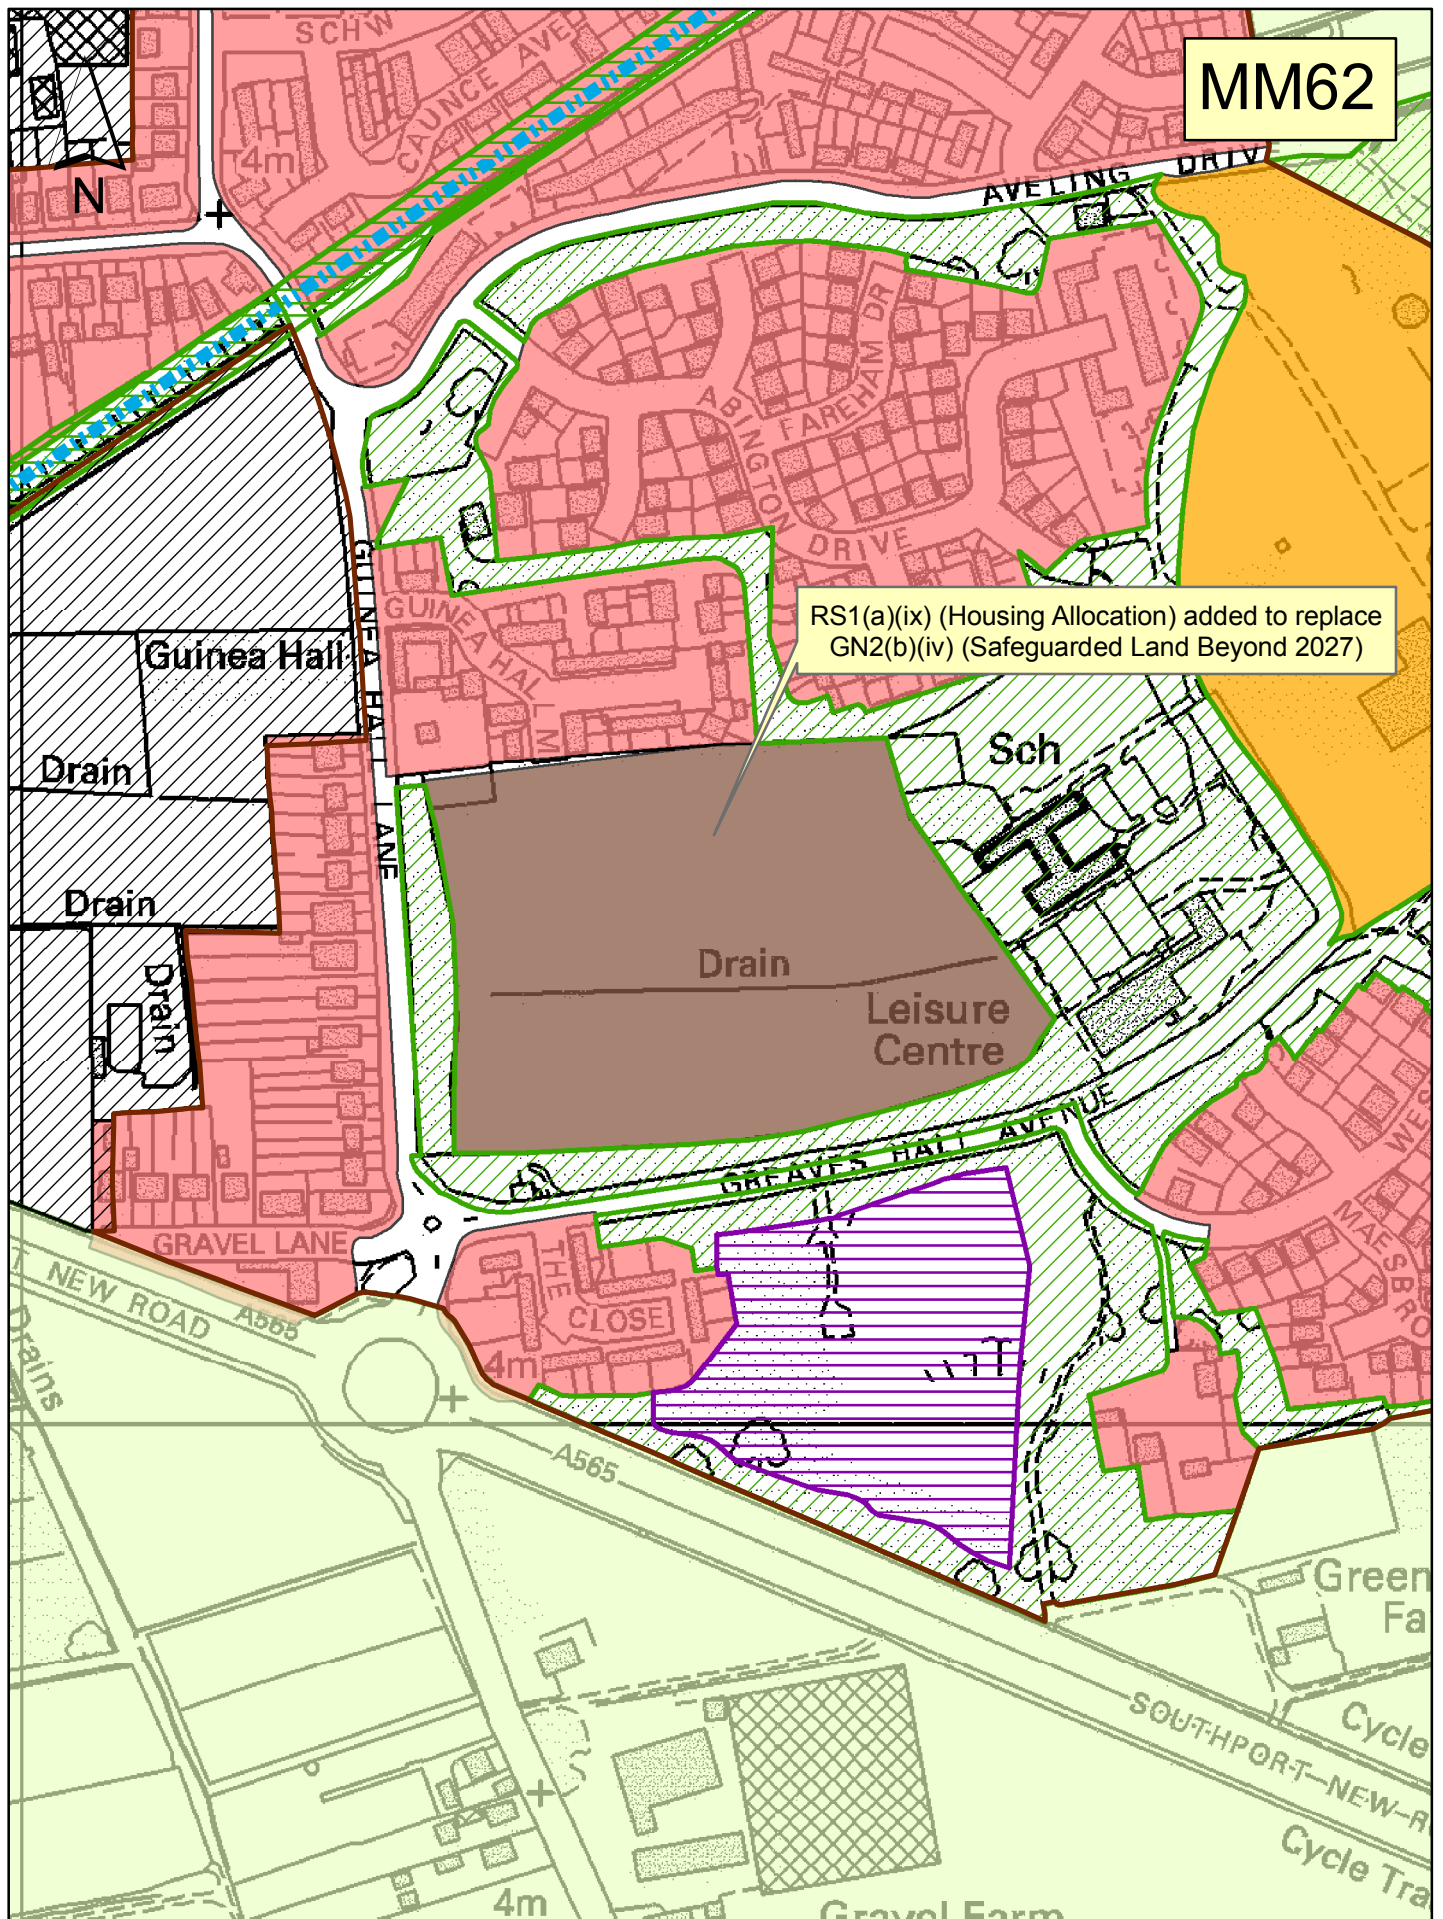 SCHW
CAUNCE AVE
MM62
4m
N
AVELING DRIVE
FARNHAM DR
ABINGTON DRIVE
GUINEA HALL LANE
GUINEA HALL M
RS1(a)(ix) (Housing Allocation) added to replace
GN2(b)(iv) (Safeguarded Land Beyond 2027)
Guinea Hall
Sch
Drain
Drain
Drain
Drain
Leisure
Centre
GREAVES HALL AVENUE
GRAVEL LANE
THE
CLOSE
NEW ROAD
A565
Drains
4m
A565
T
Green
Fa
SOUTHPORT-NEW-R
Cycle
Cycle Tra
4m
Gravel Farm